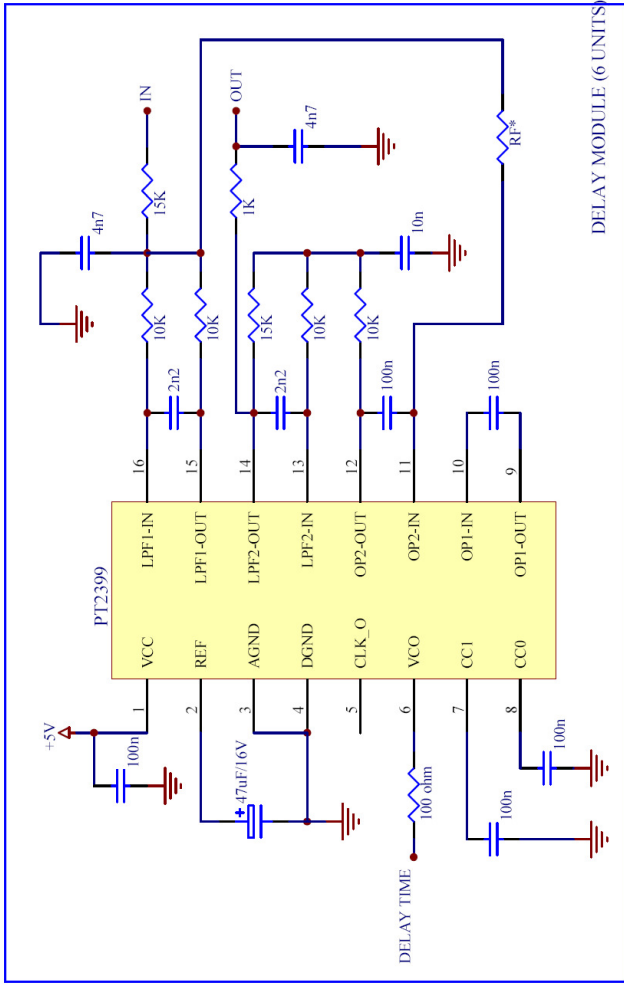 DELAY MODULE (6 UNITS)
PT2399
+5V
100n
1
VCC
2
REF
3
AGND
4
DGND
5
CLK_O
6
VCO
7
CC1
8
CC0
47uF/16V
+
100 ohm
DELAY TIME
100n
100n
LPF1-IN
16
LPF1-OUT
15
LPF2-OUT
14
LPF2-IN
13
OP2-OUT
12
OP2-IN
11
OP1-IN
10
OP1-OUT
9
2n2
10K
10K
15K
IN
4n7
2n2
15K
10K
10K
1K
OUT
4n7
10n
100n
100n
RF*